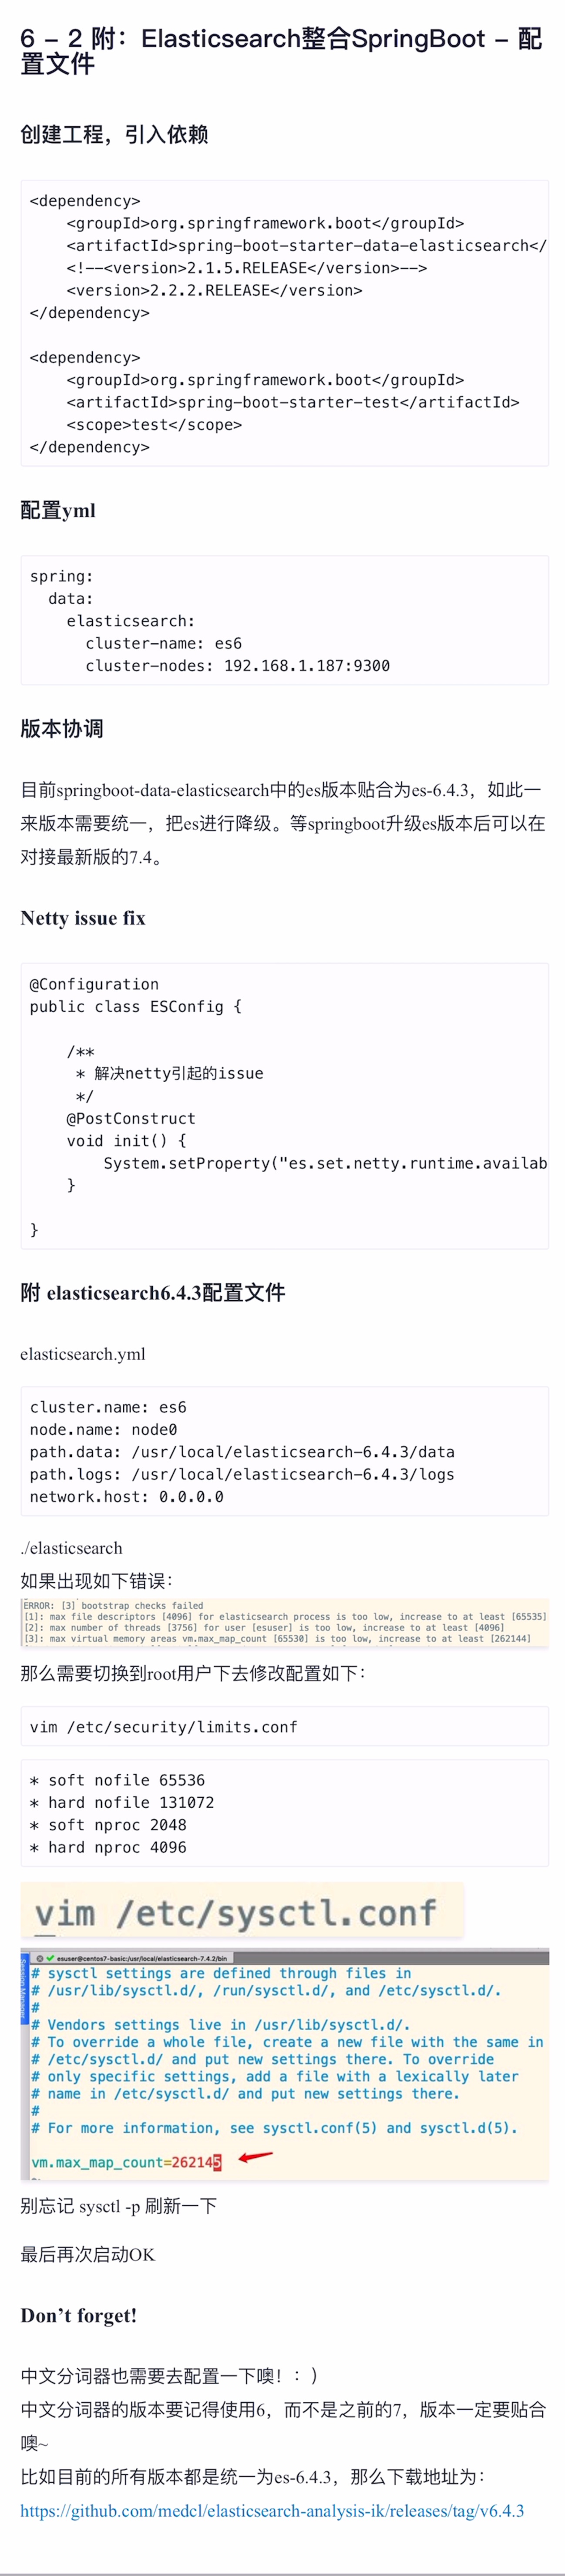 6 – 2 附：Elasticsearch整合SpringBoot – 配
置文件
创建工程，引入依赖
<dependency>
    <groupId>org.springframework.boot</groupId>
    <artifactId>spring-boot-starter-data-elasticsearch</
    <!--<version>2.1.5.RELEASE</version>-->
    <version>2.2.2.RELEASE</version>
</dependency>
<dependency>
    <groupId>org.springframework.boot</groupId>
    <artifactId>spring-boot-starter-test</artifactId>
    <scope>test</scope>
</dependency>
配置yml
spring:
  data:
    elasticsearch:
      cluster-name: es6
      cluster-nodes: 192.168.1.187:9300
版本协调
目前springboot-data-elasticsearch中的es版本贴合为es-6.4.3，如此一
来版本需要统一，把es进行降级。等springboot升级es版本后可以在
对接最新版的7.4。
Netty issue fix
@Configuration
public class ESConfig {
    /**
     * 解决netty引起的issue
     */
    @PostConstruct
    void init() {
        System.setProperty("es.set.netty.runtime.availab
    }
}
附 elasticsearch6.4.3配置文件
elasticsearch.yml
cluster.name: es6
node.name: node0
path.data: /usr/local/elasticsearch-6.4.3/data
path.logs: /usr/local/elasticsearch-6.4.3/logs
network.host: 0.0.0.0
./elasticsearch
如果出现如下错误：
ERROR: [3] bootstrap checks failed
[1]: max file descriptors [4096] for elasticsearch process is too low, increase to at least [65535]
[2]: max number of threads [3756] for user [esuser] is too low, increase to at least [4096]
[3]: max virtual memory areas vm.max_map_count [65530] is too low, increase to at least [262144]
那么需要切换到root用户下去修改配置如下：
vim /etc/security/limits.conf
* soft nofile 65536
* hard nofile 131072
* soft nproc 2048
* hard nproc 4096
vim /etc/sysctl.conf
esuser@centos7-basic:/usr/local/elasticsearch-7.4.2/bin
# sysctl settings are defined through files in
# /usr/lib/sysctl.d/, /run/sysctl.d/, and /etc/sysctl.d/.
#
# Vendors settings live in /usr/lib/sysctl.d/.
# To override a whole file, create a new file with the same in
# /etc/sysctl.d/ and put new settings there. To override
# only specific settings, add a file with a lexically later
# name in /etc/sysctl.d/ and put new settings there.
#
# For more information, see sysctl.conf(5) and sysctl.d(5).
vm.max_map_count=262145
别忘记 sysctl -p 刷新一下
最后再次启动OK
Don’t forget!
中文分词器也需要去配置一下噢！：）
中文分词器的版本要记得使用6，而不是之前的7，版本一定要贴合
噢~
比如目前的所有版本都是统一为es-6.4.3，那么下载地址为：
https://github.com/medcl/elasticsearch-analysis-ik/releases/tag/v6.4.3